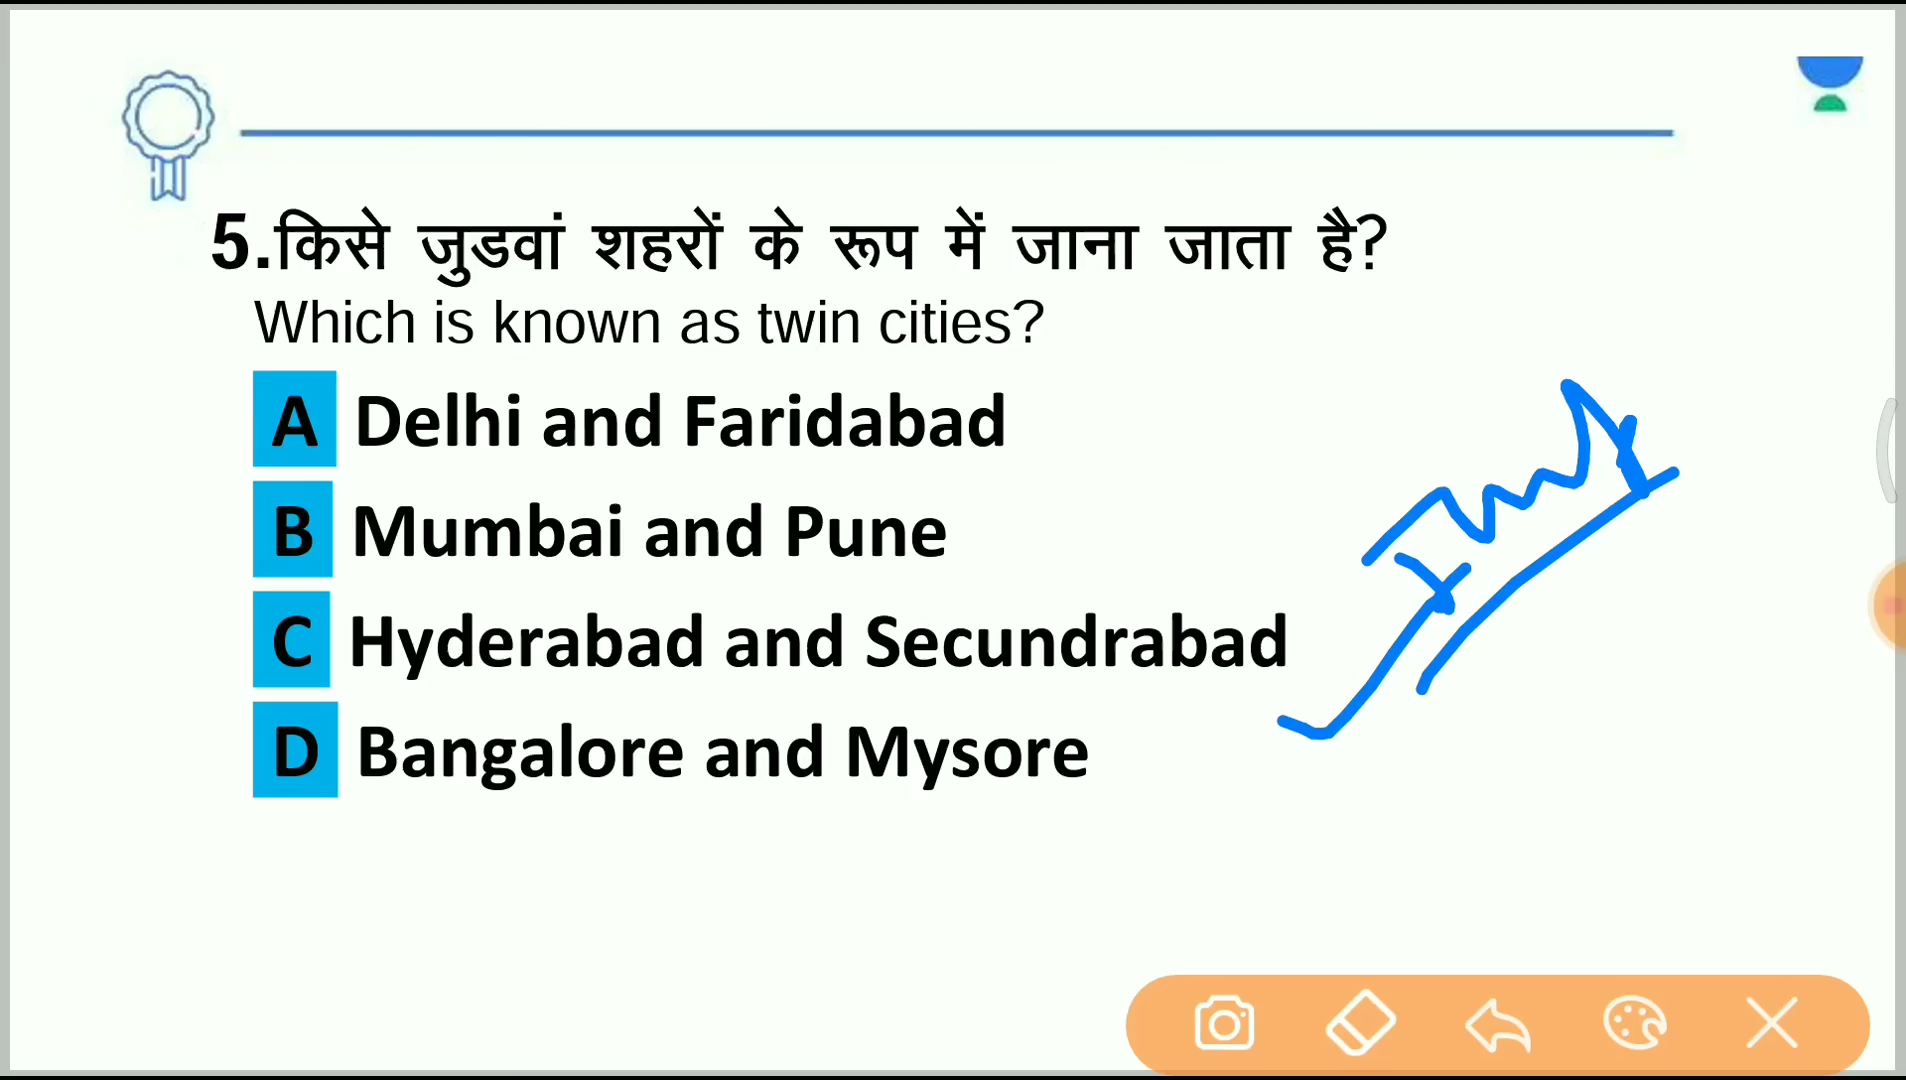 5.किसे जुडवां शहरों के रूप में जाना जाता है?
Which is known as twin cities?
A Delhi and Faridabad
B Mumbai and Pune
C Hyderabad and Secundrabad
D Bangalore and Mysore